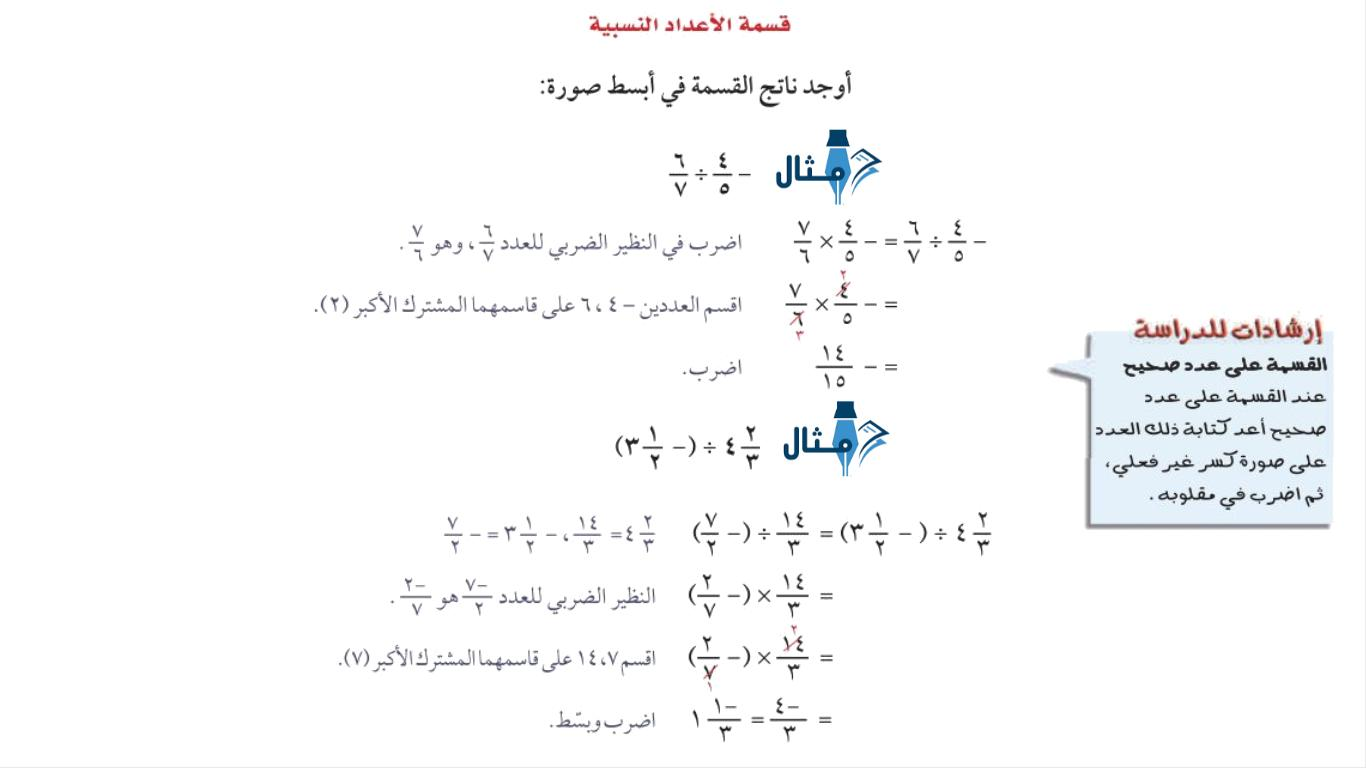 قسمة الأعداد النسبية
أوجد ناتج القسمة في أبسط صورة:
مثال
− ٤/٥ ÷ ٦/٧
− ٤/٥ ÷ ٦/٧ = − ٤/٥ × ٧/٦ اضرب في النظير الضربي للعدد ٦/٧ ، وهو ٧/٦ .
= − ٤/٥ × ٧/٦ اقسم العددين − ٤ ، ٦ على قاسمهما المشترك الأكبر (٢).
٢
٣
= − ١٤/١٥ اضرب.
مثال
٤ ٢/٣ ÷ (− ٣ ١/٢)
٤ ٢/٣ ÷ (− ٣ ١/٢) = ١٤/٣ ÷ (− ٧/٢) ٤ ٢/٣ = ١٤/٣ ، − ٣ ١/٢ = − ٧/٢
= ١٤/٣ × (− ٢/٧) النظير الضربي للعدد −٧/٢ هو −٢/٧ .
= ١٤/٣ × (− ٢/٧) اقسم ٧ ، ١٤ على قاسمهما المشترك الأكبر (٧).
٢
١
= −٤/٣ = −١/٣ ١ اضرب وبسّط.
إرشادات للدراسة
القسمة على عدد صحيح
عند القسمة على عدد
صحيح أعد كتابة ذلك العدد
على صورة كسر غير فعلي،
ثم اضرب في مقلوبه .